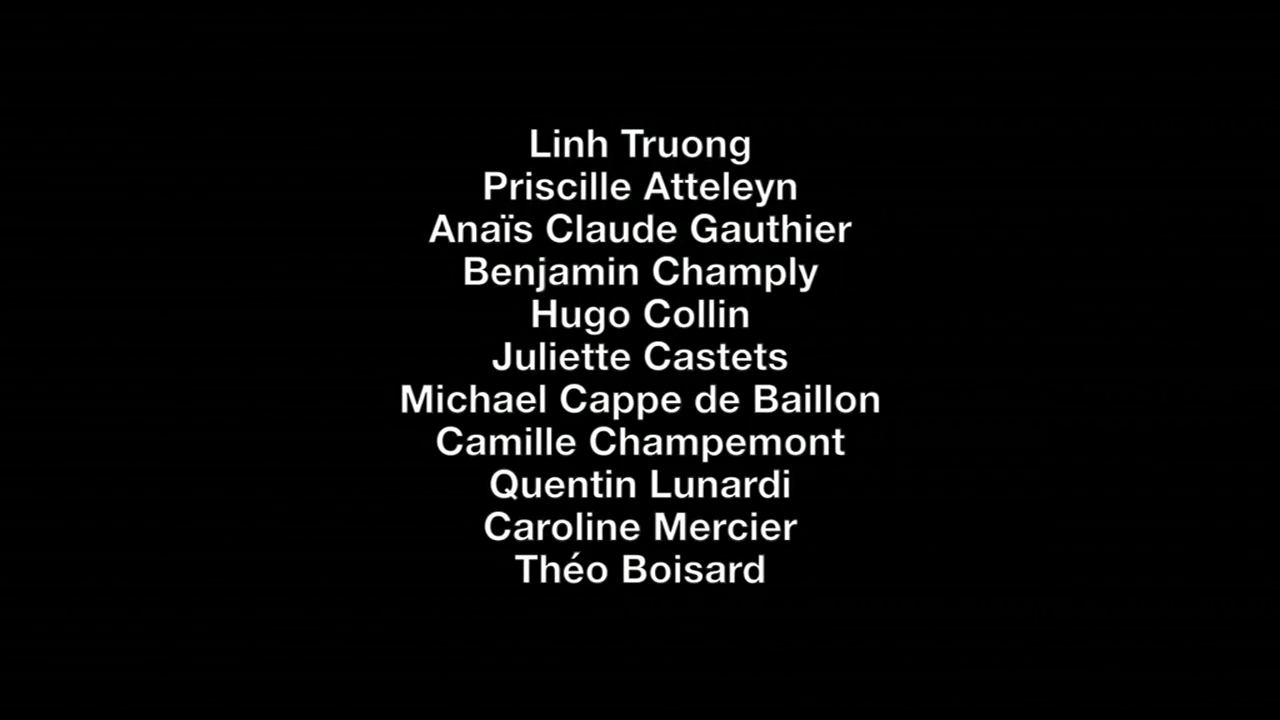 Linh Truong
Priscille Atteleyn
Anaïs Claude Gauthier
Benjamin Champly
Hugo Collin
Juliette Castets
Michael Cappe de Baillon
Camille Champemont
Quentin Lunardi
Caroline Mercier
Théo Boisard